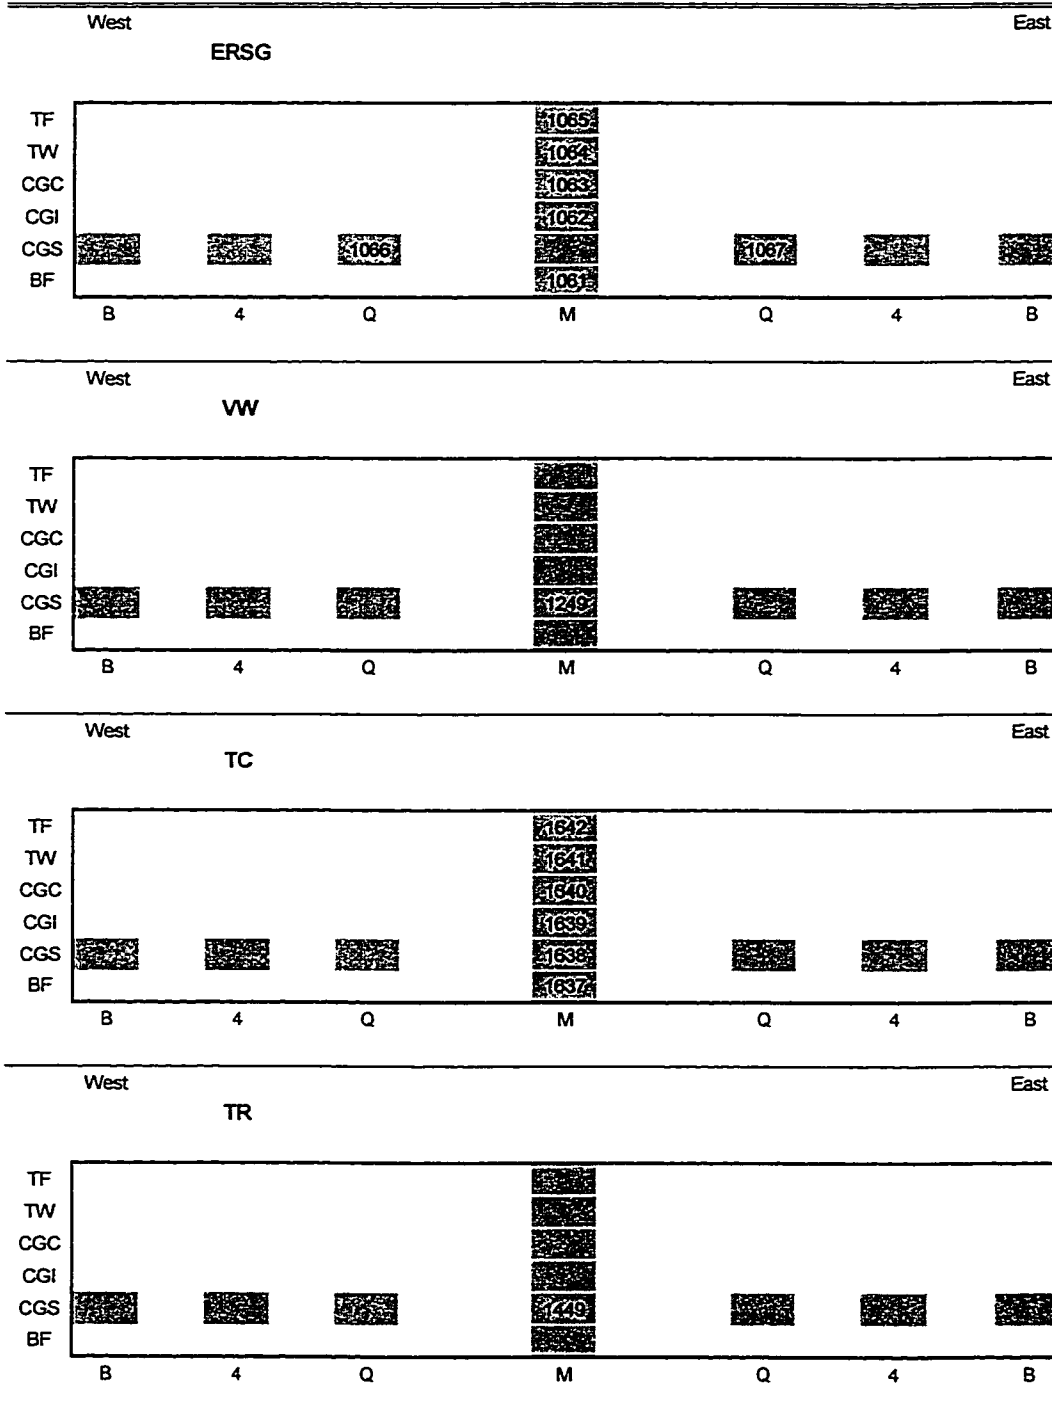 West East
ERSG
TF 1065
TW 1064
CGC 1063
CGI 1062
CGS 1066 1067
BF 1061
B 4 Q M Q 4 B
West East
VW
TF
TW
CGC
CGI
CGS 1249
BF
B 4 Q M Q 4 B
West East
TC
TF 1642
TW 1641
CGC 1640
CGI 1639
CGS 1638
BF 1637
B 4 Q M Q 4 B
West East
TR
TF
TW
CGC
CGI
CGS 1449
BF
B 4 Q M Q 4 B